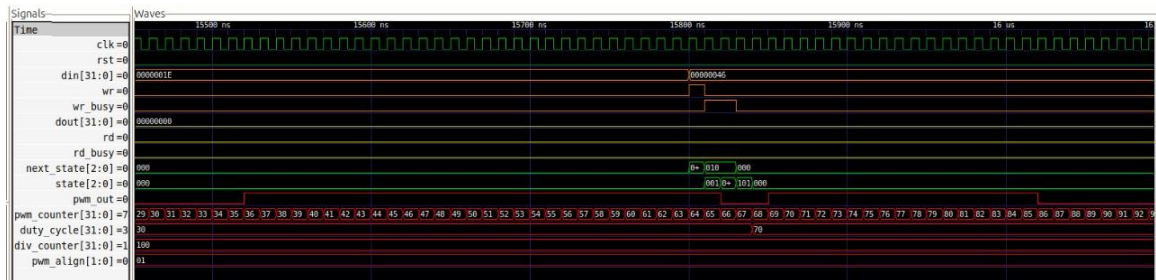 Signals Waves
Time 15500 ns 15600 ns 15700 ns 15800 ns 15900 ns 16 us 16
clk=0
rst=0
din[31:0]=0 0000001E 00000046
wr=0
wr_busy=0
dout[31:0]=0 00000000
rd=0
rd_busy=0
next_state[2:0]=0 000 0+ 010 000
state[2:0]=0 000 001 0+ 101 000
pwm_out=0
pwm_counter[31:0]=7 29 30 31 32 33 34 35 36 37 38 39 40 41 42 43 44 45 46 47 48 49 50 51 52 53 54 55 56 57 58 59 60 61 62 63 64 65 66 67 68 69 70 71 72 73 74 75 76 77 78 79 80 81 82 83 84 85 86 87 88 89 90 91 92 9
duty_cycle[31:0]=3 30 70
div_counter[31:0]=1 100
pwm_align[1:0]=0 01